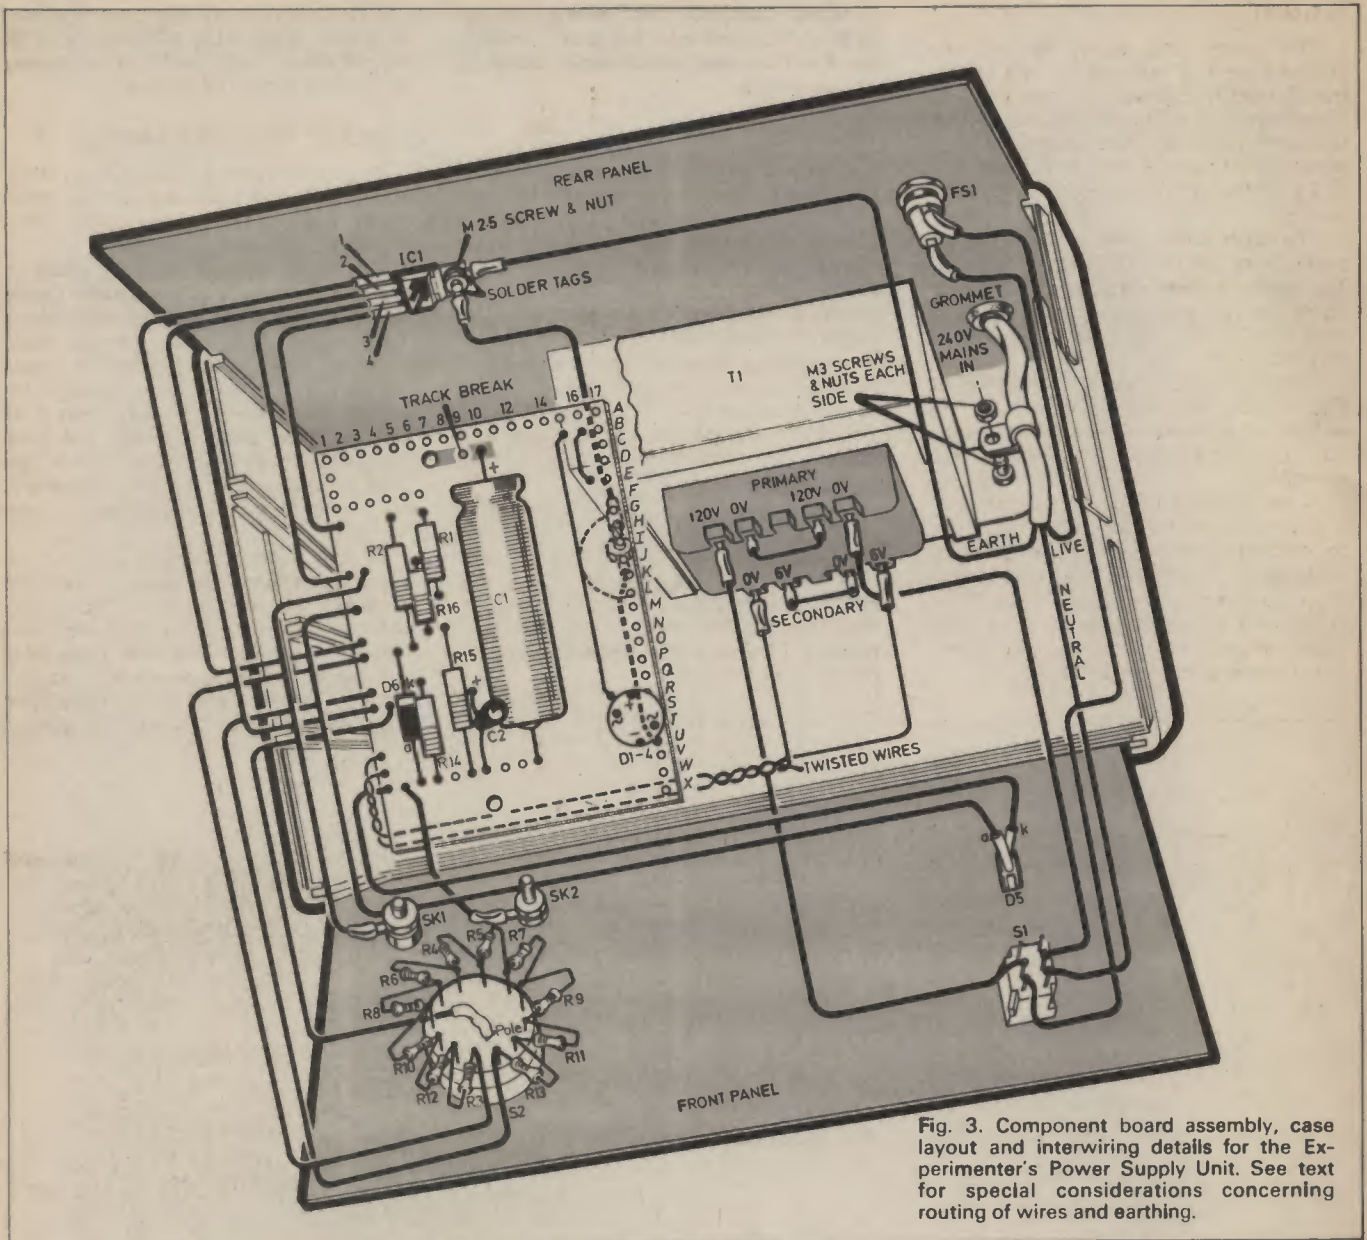 REAR PANEL
M2·5 SCREW & NUT
FS1
1
2
IC1
SOLDER TAGS
3
4
GROMMET
240V
MAINS
IN
T1
M3 SCREWS
& NUTS EACH
SIDE
TRACK BREAK
1 2 3 4 5 6 7 8 9 10 12 14 16 17
A
B
C
D
E
F
G
H
I
J
K
L
M
N
O
P
Q
R
S
T
U
V
W
X
PRIMARY
120V 0V 120V 0V
EARTH
LIVE
NEUTRAL
0V 6V 0V 6V
SECONDARY
R2
R1
R16
C1
+
R15
+
D6
k
a
R14
C2
+
D1-4
TWISTED WIRES
a
k
D5
S1
SK1
SK2
R4
R5
R7
R6
R8
R9
Pole
R10
R11
R12
R3
R13
S2
FRONT PANEL
Fig. 3. Component board assembly, case
layout and interwiring details for the Ex-
perimenter's Power Supply Unit. See text
for special considerations concerning
routing of wires and earthing.